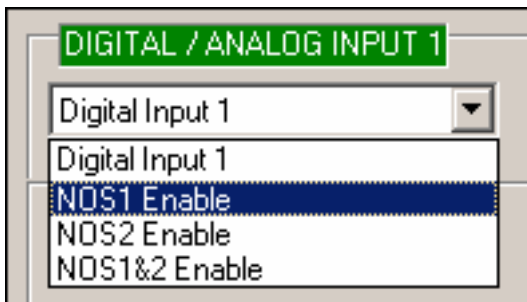 DIGITAL / ANALOG INPUT 1
Digital Input 1
Digital Input 1
NOS1 Enable
NOS2 Enable
NOS1&2 Enable